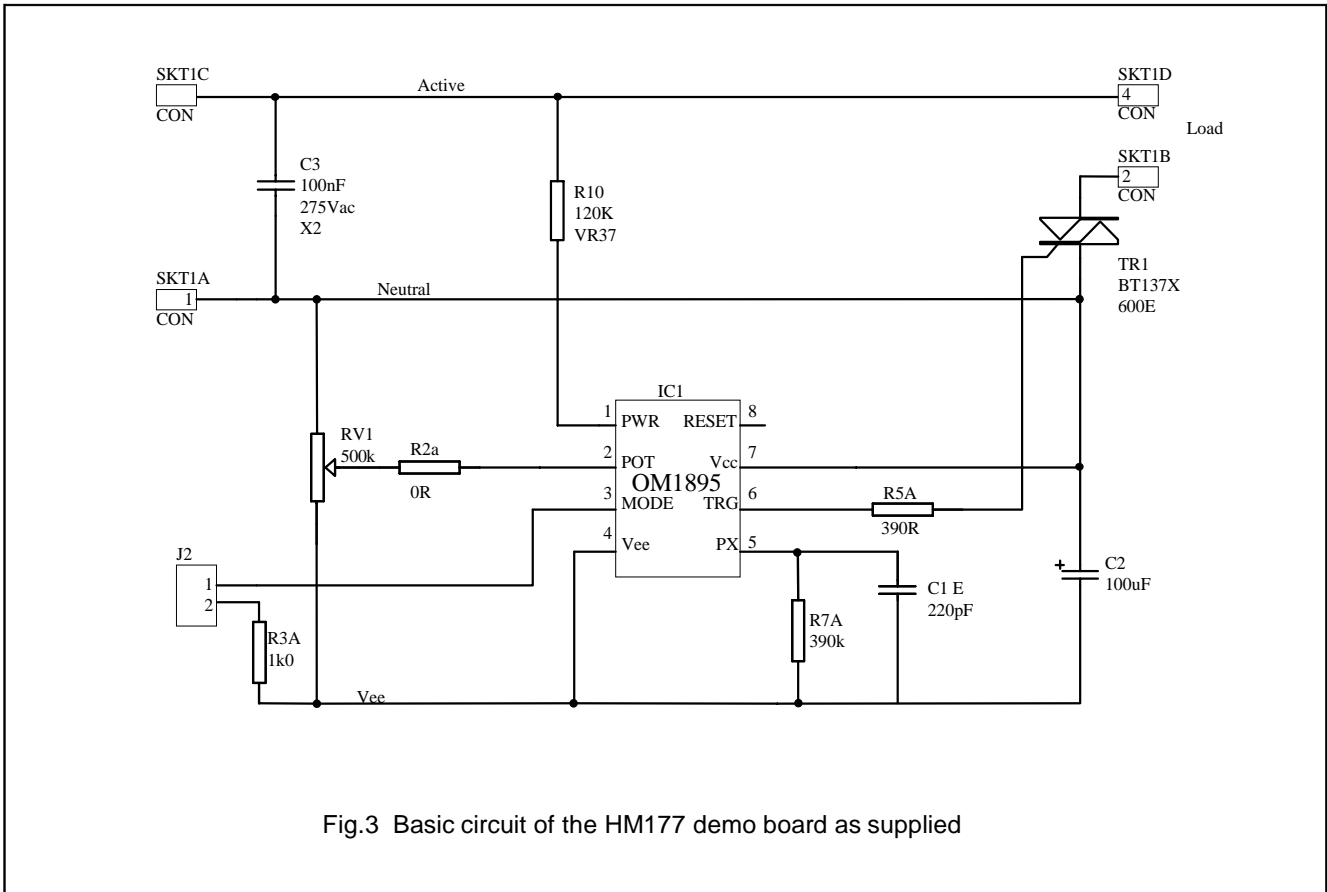 SKT1C
CON
Active
SKT1D
4
CON
Load
C3
100nF
275Vac
X2
R10
120K
VR37
SKT1B
2
CON
TR1
BT137X
600E
SKT1A
1
CON
Neutral
IC1
1
PWR
RESET
8
RV1
500k
R2a
0R
2
POT
Vcc
7
OM1895
3
MODE
TRG
6
R5A
390R
4
Vee
PX
5
J2
1
2
R3A
1k0
R7A
390k
C1 E
220pF
+
C2
100uF
Vee
Fig.3 Basic circuit of the HM177 demo board as supplied